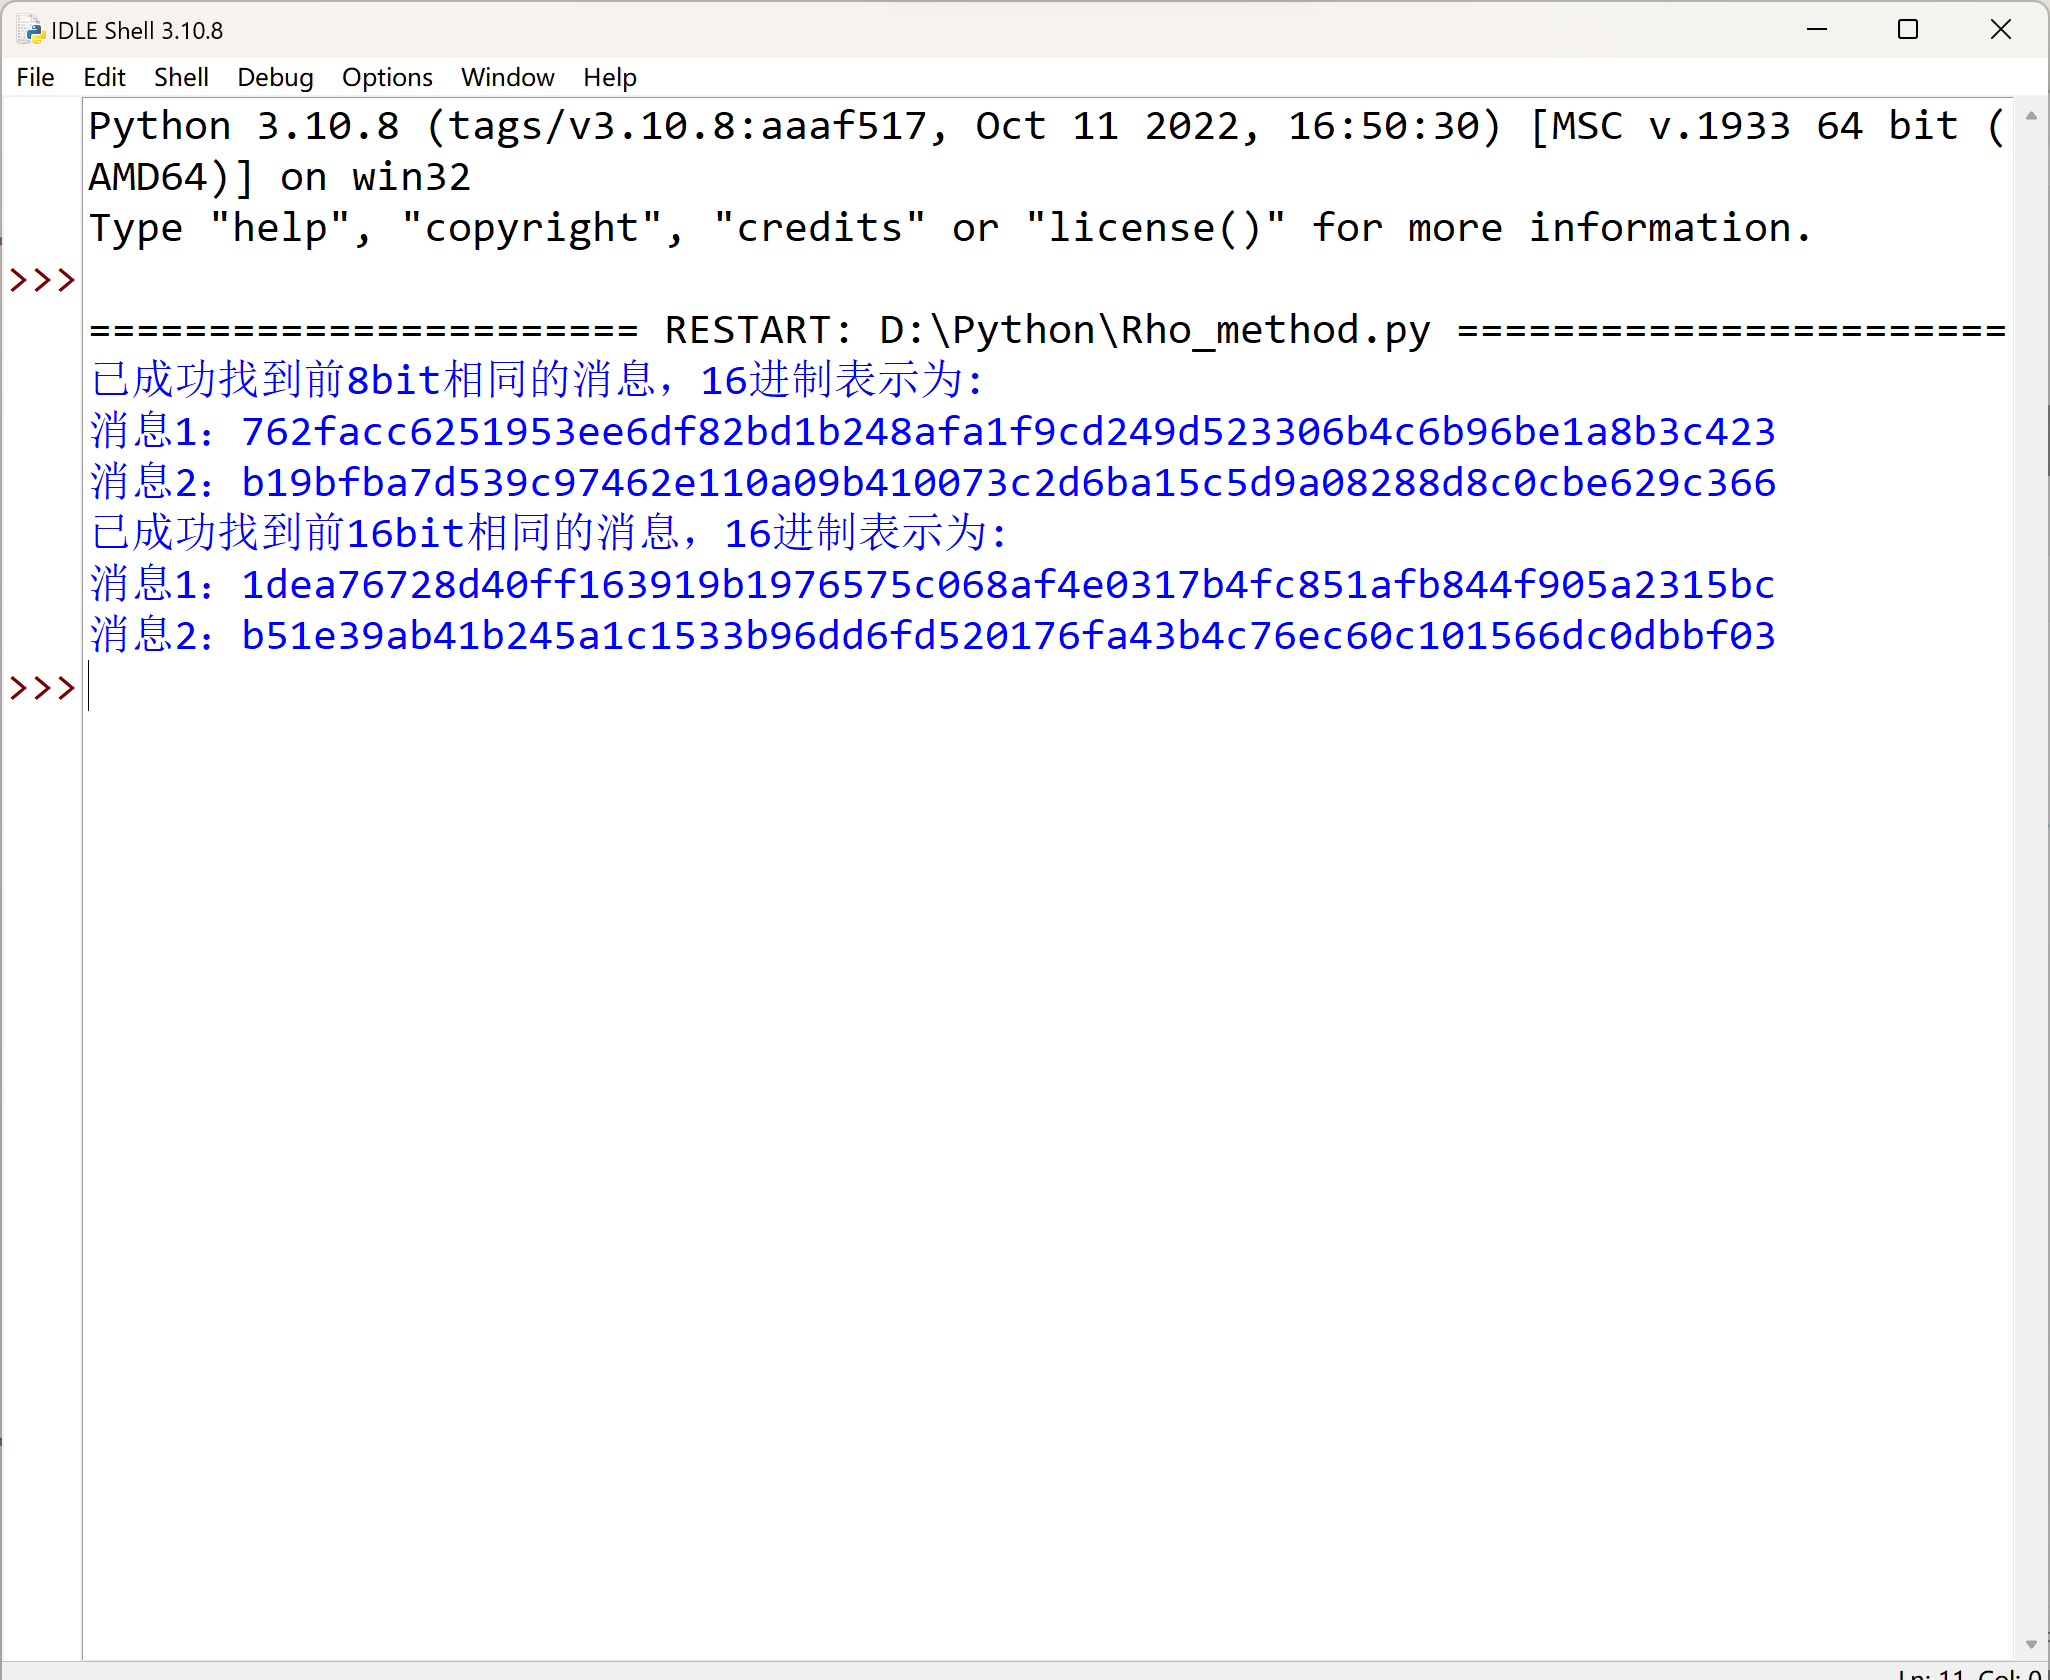 IDLE Shell 3.10.8
File Edit Shell Debug Options Window Help
Python 3.10.8 (tags/v3.10.8:aaaf517, Oct 11 2022, 16:50:30) [MSC v.1933 64 bit (
AMD64)] on win32
Type "help", "copyright", "credits" or "license()" for more information.
>>>
======================= RESTART: D:\Python\Rho_method.py =======================
已成功找到前8bit相同的消息，16进制表示为:
消息1：762facc6251953ee6df82bd1b248afa1f9cd249d523306b4c6b96be1a8b3c423
消息2：b19bfba7d539c97462e110a09b410073c2d6ba15c5d9a08288d8c0cbe629c366
已成功找到前16bit相同的消息，16进制表示为:
消息1：1dea76728d40ff163919b1976575c068af4e0317b4fc851afb844f905a2315bc
消息2：b51e39ab41b245a1c1533b96dd6fd520176fa43b4c76ec60c101566dc0dbbf03
>>>
Ln: 11 Col: 0